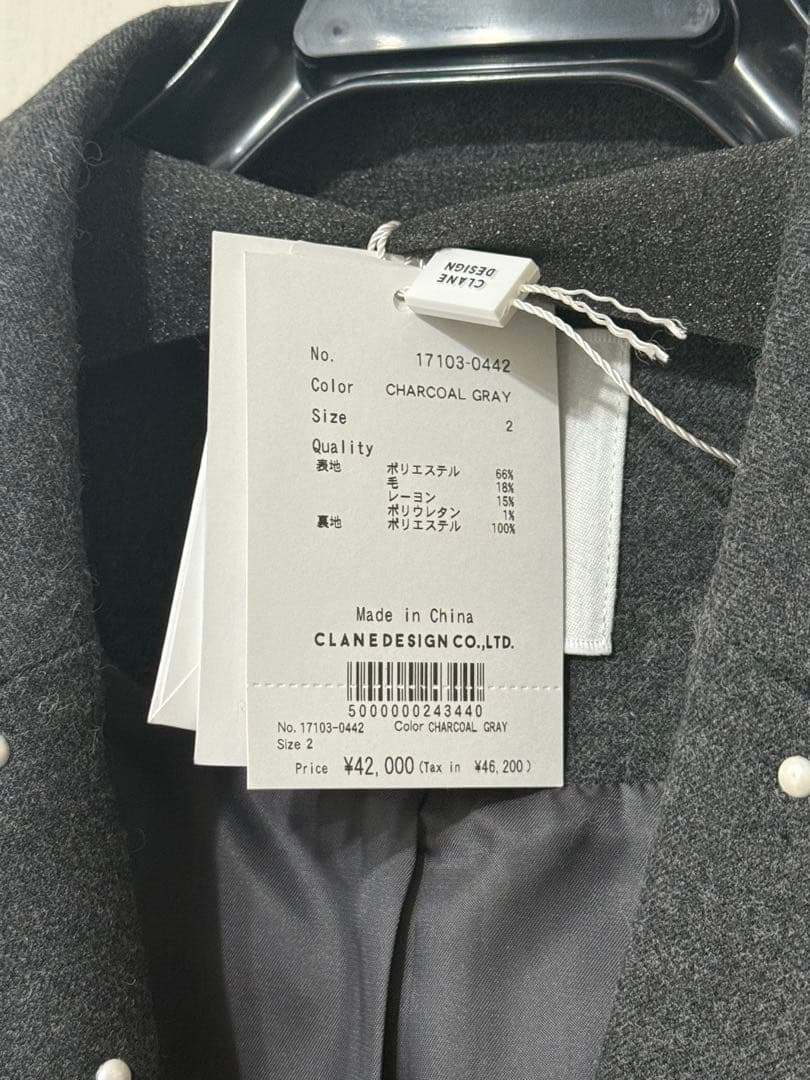 CLANE
DESIGN
No. 17103-0442
Color CHARCOAL GRAY
Size 2
Quality
表地 ポリエステル 66%
毛 18%
レーヨン 15%
ポリウレタン 1%
裏地 ポリエステル 100%
Made in China
CLANEDESIGN CO.,LTD.
5000000243440
No. 17103-0442 Color CHARCOAL GRAY
Size 2
Price ¥42,000 (Tax in ¥46,200)